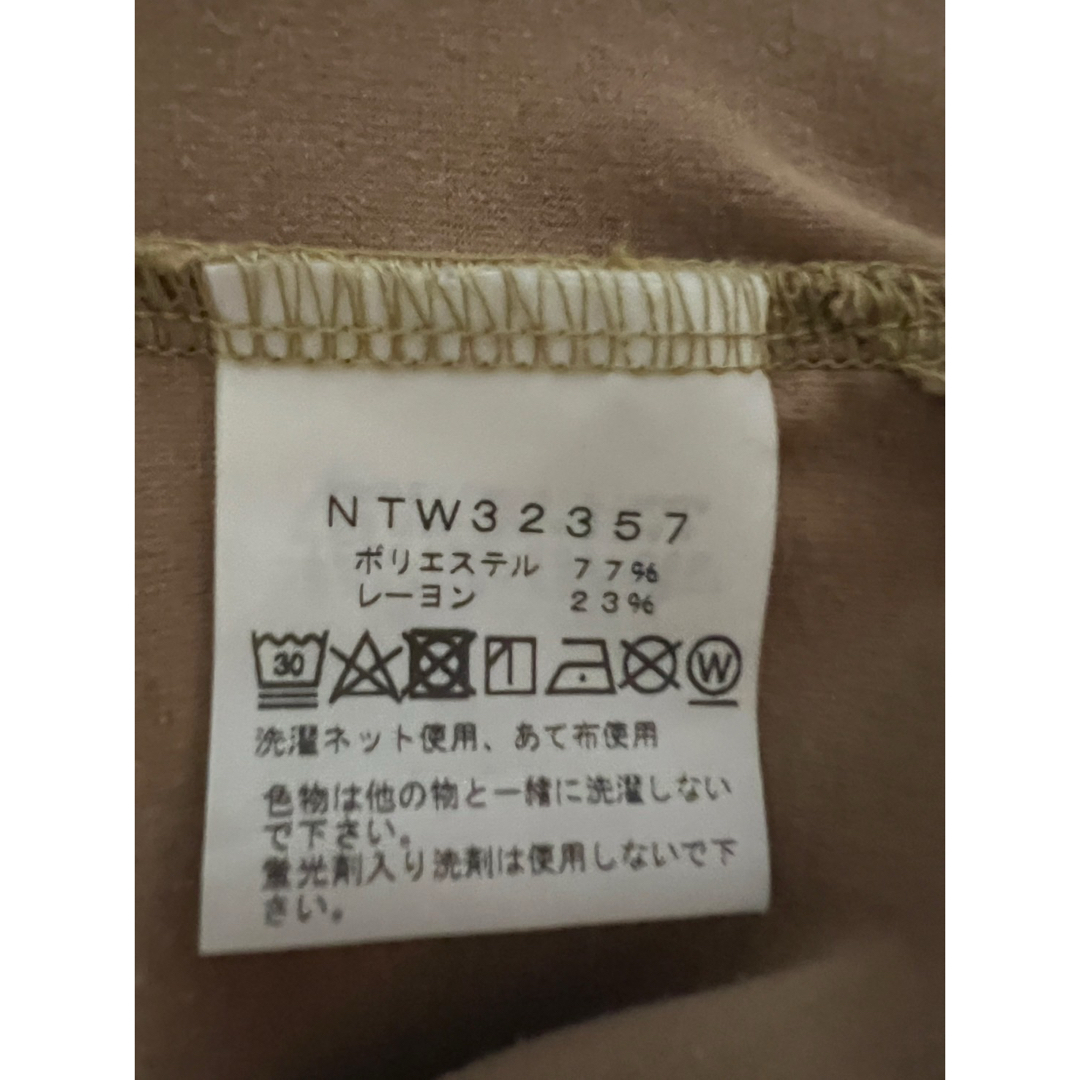 NTW32357
ポリエステル 77%
レーヨン 23%
30 W
洗濯ネット使用、あて布使用
色物は他の物と一緒に洗濯しない
で下さい。
蛍光剤入り洗剤は使用しないで下
さい。